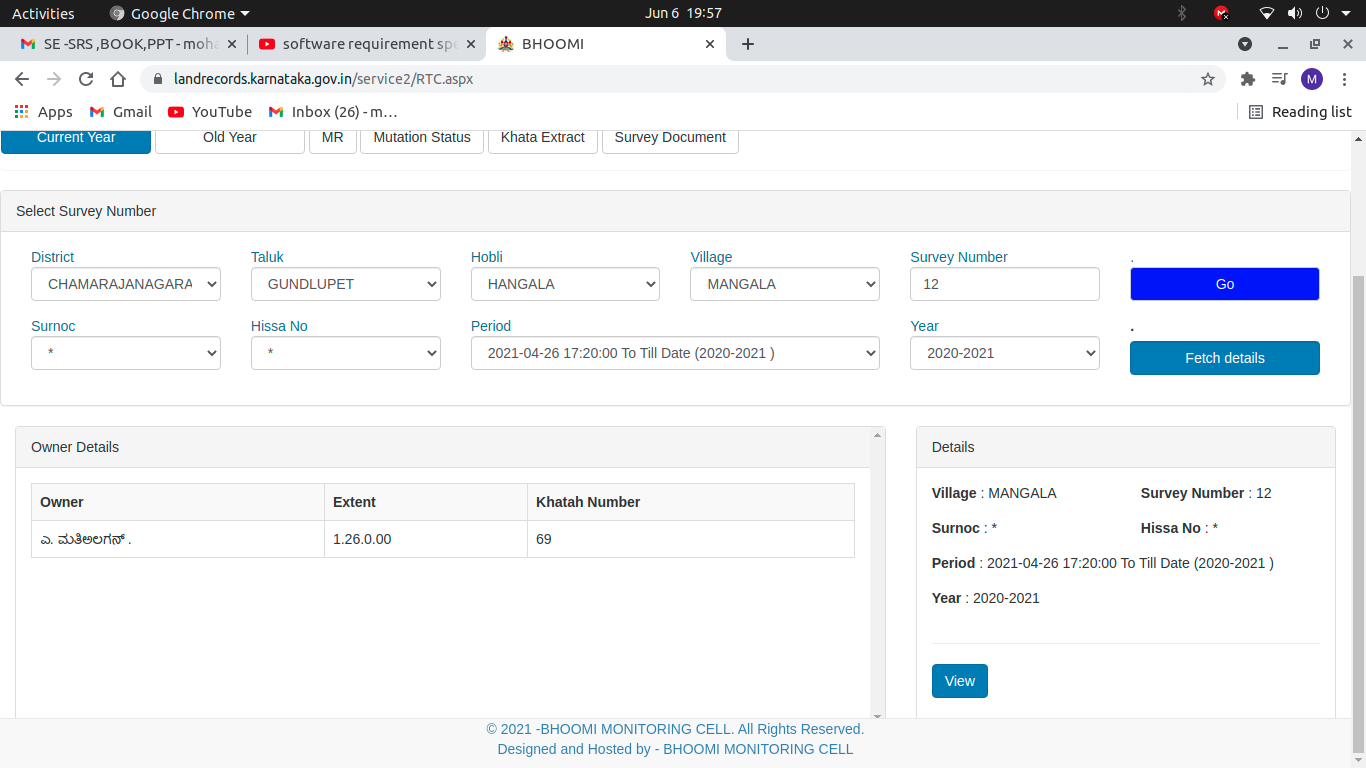 Activities Google Chrome Jun 6 19:57
SE -SRS ,BOOK,PPT - moha software requirement spe BHOOMI
landrecords.karnataka.gov.in/service2/RTC.aspx M
Apps Gmail YouTube Inbox (26) - m… Reading list
Current Year Old Year MR Mutation Status Khata Extract Survey Document
Select Survey Number
District Taluk Hobli Village Survey Number .
CHAMARAJANAGARA GUNDLUPET HANGALA MANGALA 12 Go
Surnoc Hissa No Period Year .
* * 2021-04-26 17:20:00 To Till Date (2020-2021 ) 2020-2021 Fetch details
Owner Details
Owner Extent Khatah Number
ಎ. ಮತಿಅಲಗನ್ . 1.26.0.00 69
Details
Village : MANGALA Survey Number : 12
Surnoc : * Hissa No : *
Period : 2021-04-26 17:20:00 To Till Date (2020-2021 )
Year : 2020-2021
View
© 2021 -BHOOMI MONITORING CELL. All Rights Reserved.
Designed and Hosted by - BHOOMI MONITORING CELL